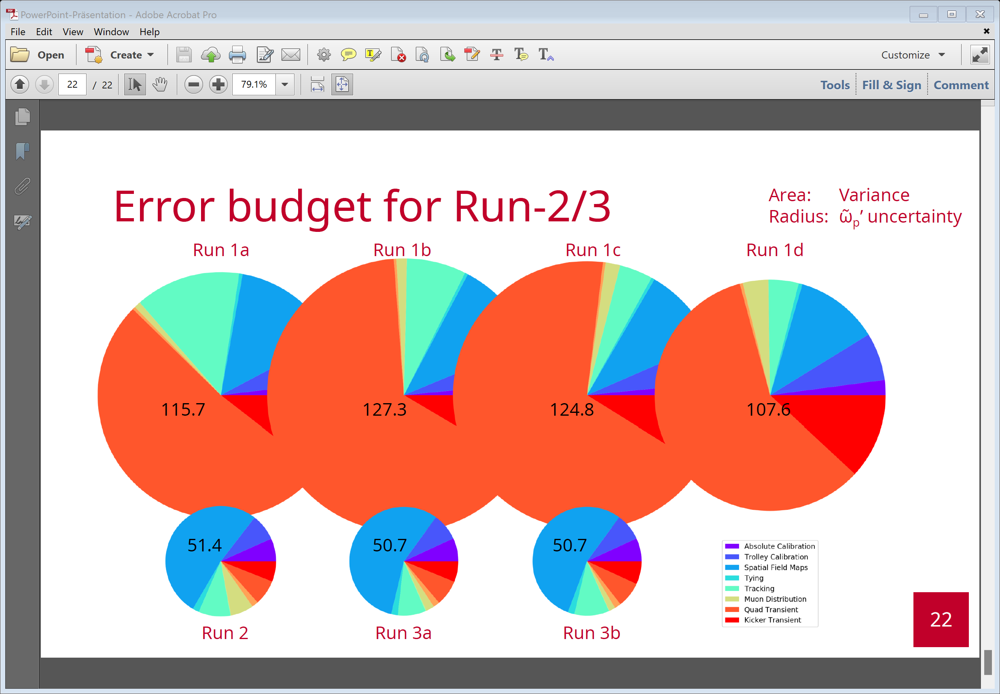 PowerPoint-Präsentation - Adobe Acrobat Pro
File Edit View Window Help
Open Create Customize
22 / 22 79.1% Tools Fill & Sign Comment
Error budget for Run-2/3
Area: Variance
Radius: ω̃p′ uncertainty
Run 1a Run 1b Run 1c Run 1d
115.7 127.3 124.8 107.6
51.4 50.7 50.7
Run 2 Run 3a Run 3b
Absolute Calibration
Trolley Calibration
Spatial Field Maps
Tying
Tracking
Muon Distribution
Quad Transient
Kicker Transient
22